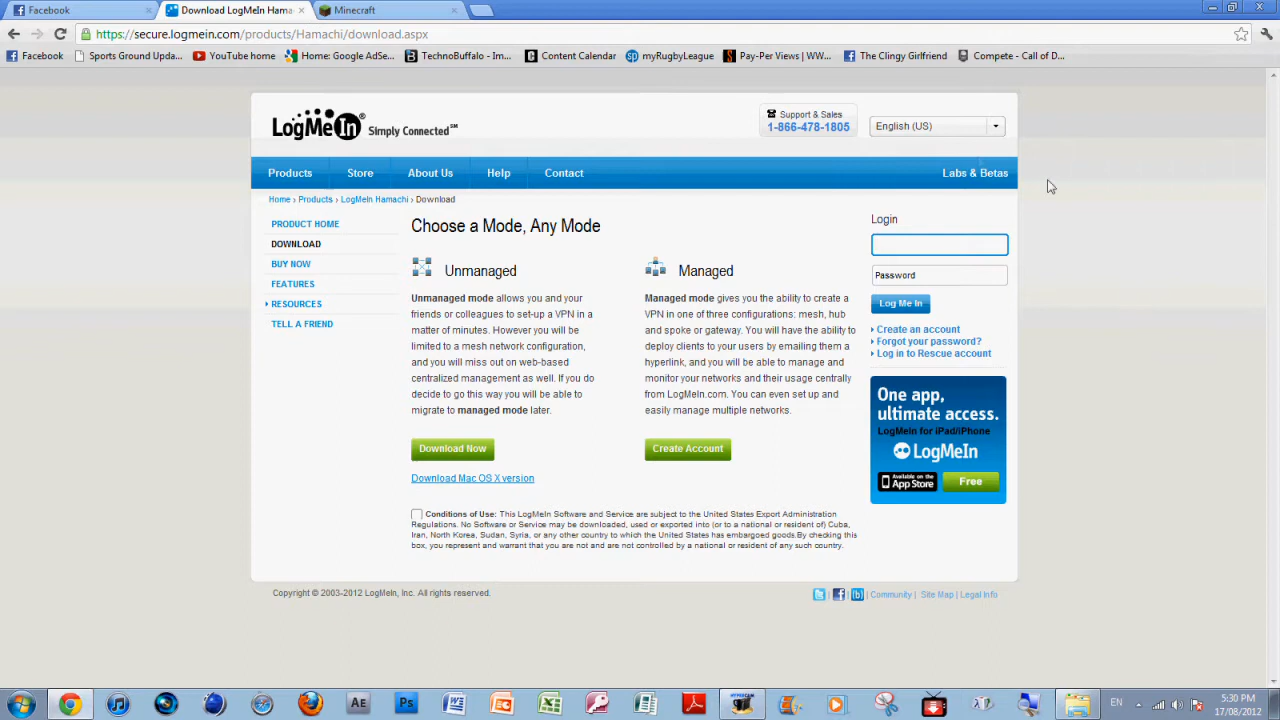 Facebook
Download LogMeIn Hama
Minecraft
https://secure.logmein.com/products/Hamachi/download.aspx
Facebook
Sports Ground Upda...
YouTube home
Home: Google AdSe...
TechnoBuffalo - Im...
Content Calendar
myRugbyLeague
Pay-Per Views | WW...
The Clingy Girlfriend
Compete - Call of D...
LogMeIn® Simply Connected℠
Support & Sales
1-866-478-1805
English (US)
Products
Store
About Us
Help
Contact
Labs & Betas
Home › Products › LogMeIn Hamachi › Download
PRODUCT HOME
DOWNLOAD
BUY NOW
FEATURES
RESOURCES
TELL A FRIEND
Choose a Mode, Any Mode
Unmanaged
Unmanaged mode allows you and your
friends or colleagues to set-up a VPN in a
matter of minutes. However you will be
limited to a mesh network configuration,
and you will miss out on web-based
centralized management as well. If you do
decide to go this way you will be able to
migrate to managed mode later.
Download Now
Download Mac OS X version
Managed
Managed mode gives you the ability to create a
VPN in one of three configurations: mesh, hub
and spoke or gateway. You will have the ability to
deploy clients to your users by emailing them a
hyperlink, and you will be able to manage and
monitor your networks and their usage centrally
from LogMeIn.com. You can even set up and
easily manage multiple networks.
Create Account
Conditions of Use: This LogMeIn Software and Service are subject to the United States Export Administration
Regulations. No Software or Service may be downloaded, used or exported into (or to a national or resident of) Cuba,
Iran, North Korea, Sudan, Syria, or any other country to which the United States has embargoed goods.By checking this
box, you represent and warrant that you are not and are not controlled by a national or resident of any such country.
Login
Password
Log Me In
Create an account
Forgot your password?
Log in to Rescue account
One app,
ultimate access.
LogMeIn for iPad/iPhone
LogMeIn
Available on the
App Store
Free
Copyright © 2003-2012 LogMeIn, Inc. All rights reserved.
Community | Site Map | Legal Info
Ae
Ps
EN
5:30 PM
17/08/2012